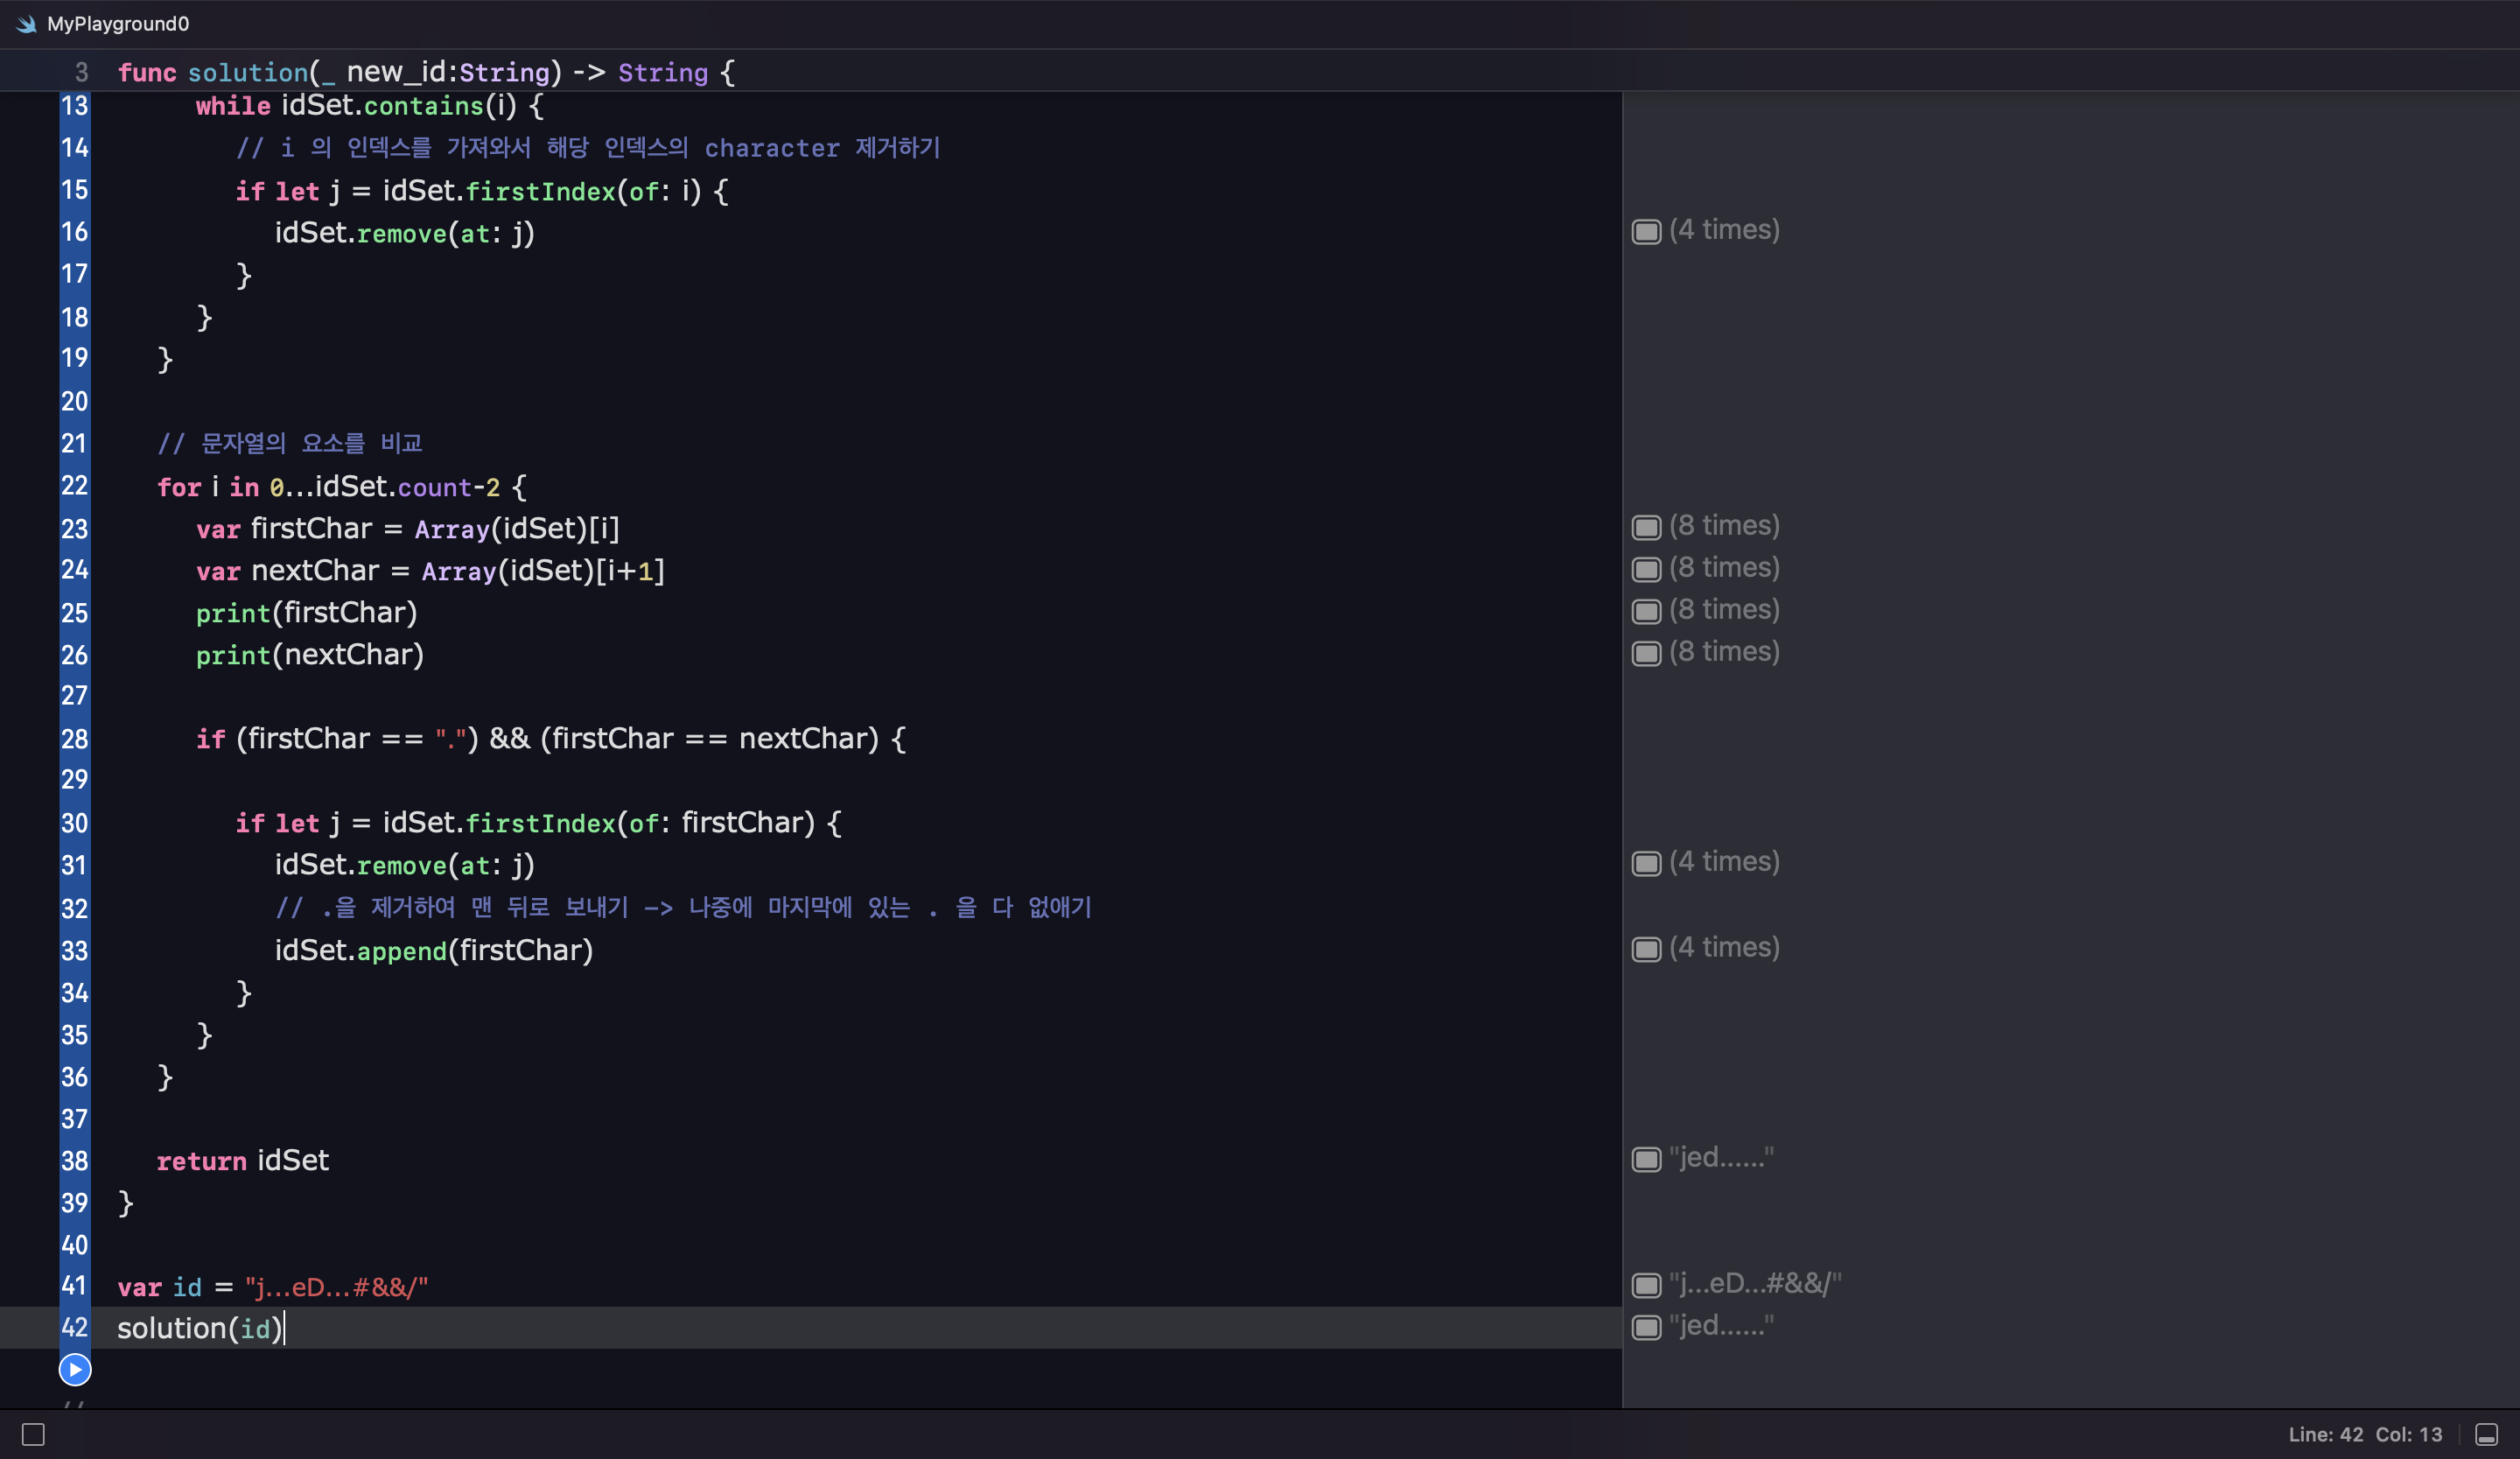 MyPlayground0
3 func solution(_ new_id:String) -> String {
13 while idSet.contains(i) {
14 // i 의 인덱스를 가져와서 해당 인덱스의 character 제거하기
15 if let j = idSet.firstIndex(of: i) {
16 idSet.remove(at: j) (4 times)
17 }
18 }
19 }
20
21 // 문자열의 요소를 비교
22 for i in 0...idSet.count-2 {
23 var firstChar = Array(idSet)[i] (8 times)
24 var nextChar = Array(idSet)[i+1] (8 times)
25 print(firstChar) (8 times)
26 print(nextChar) (8 times)
27
28 if (firstChar == ".") && (firstChar == nextChar) {
29
30 if let j = idSet.firstIndex(of: firstChar) {
31 idSet.remove(at: j) (4 times)
32 // .을 제거하여 맨 뒤로 보내기 -> 나중에 마지막에 있는 . 을 다 없애기
33 idSet.append(firstChar) (4 times)
34 }
35 }
36 }
37
38 return idSet "jed......"
39 }
40
41 var id = "j...eD...#&&/" "j...eD...#&&/"
42 solution(id) "jed......"
//
Line: 42 Col: 13